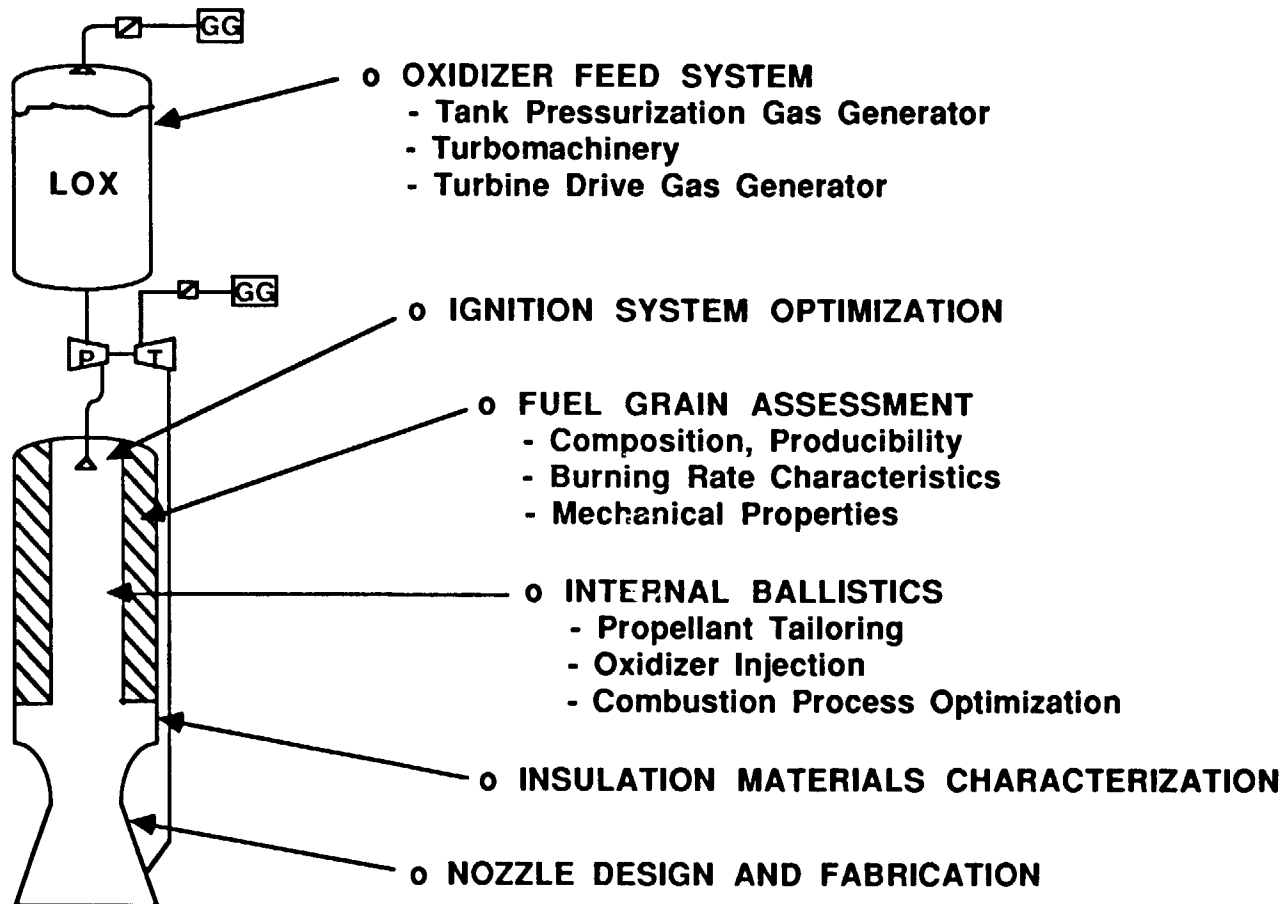 GG
o OXIDIZER FEED SYSTEM
- Tank Pressurization Gas Generator
- Turbomachinery
- Turbine Drive Gas Generator
LOX
GG
o IGNITION SYSTEM OPTIMIZATION
P T
o FUEL GRAIN ASSESSMENT
- Composition, Producibility
- Burning Rate Characteristics
- Mechanical Properties
o INTERNAL BALLISTICS
- Propellant Tailoring
- Oxidizer Injection
- Combustion Process Optimization
o INSULATION MATERIALS CHARACTERIZATION
o NOZZLE DESIGN AND FABRICATION